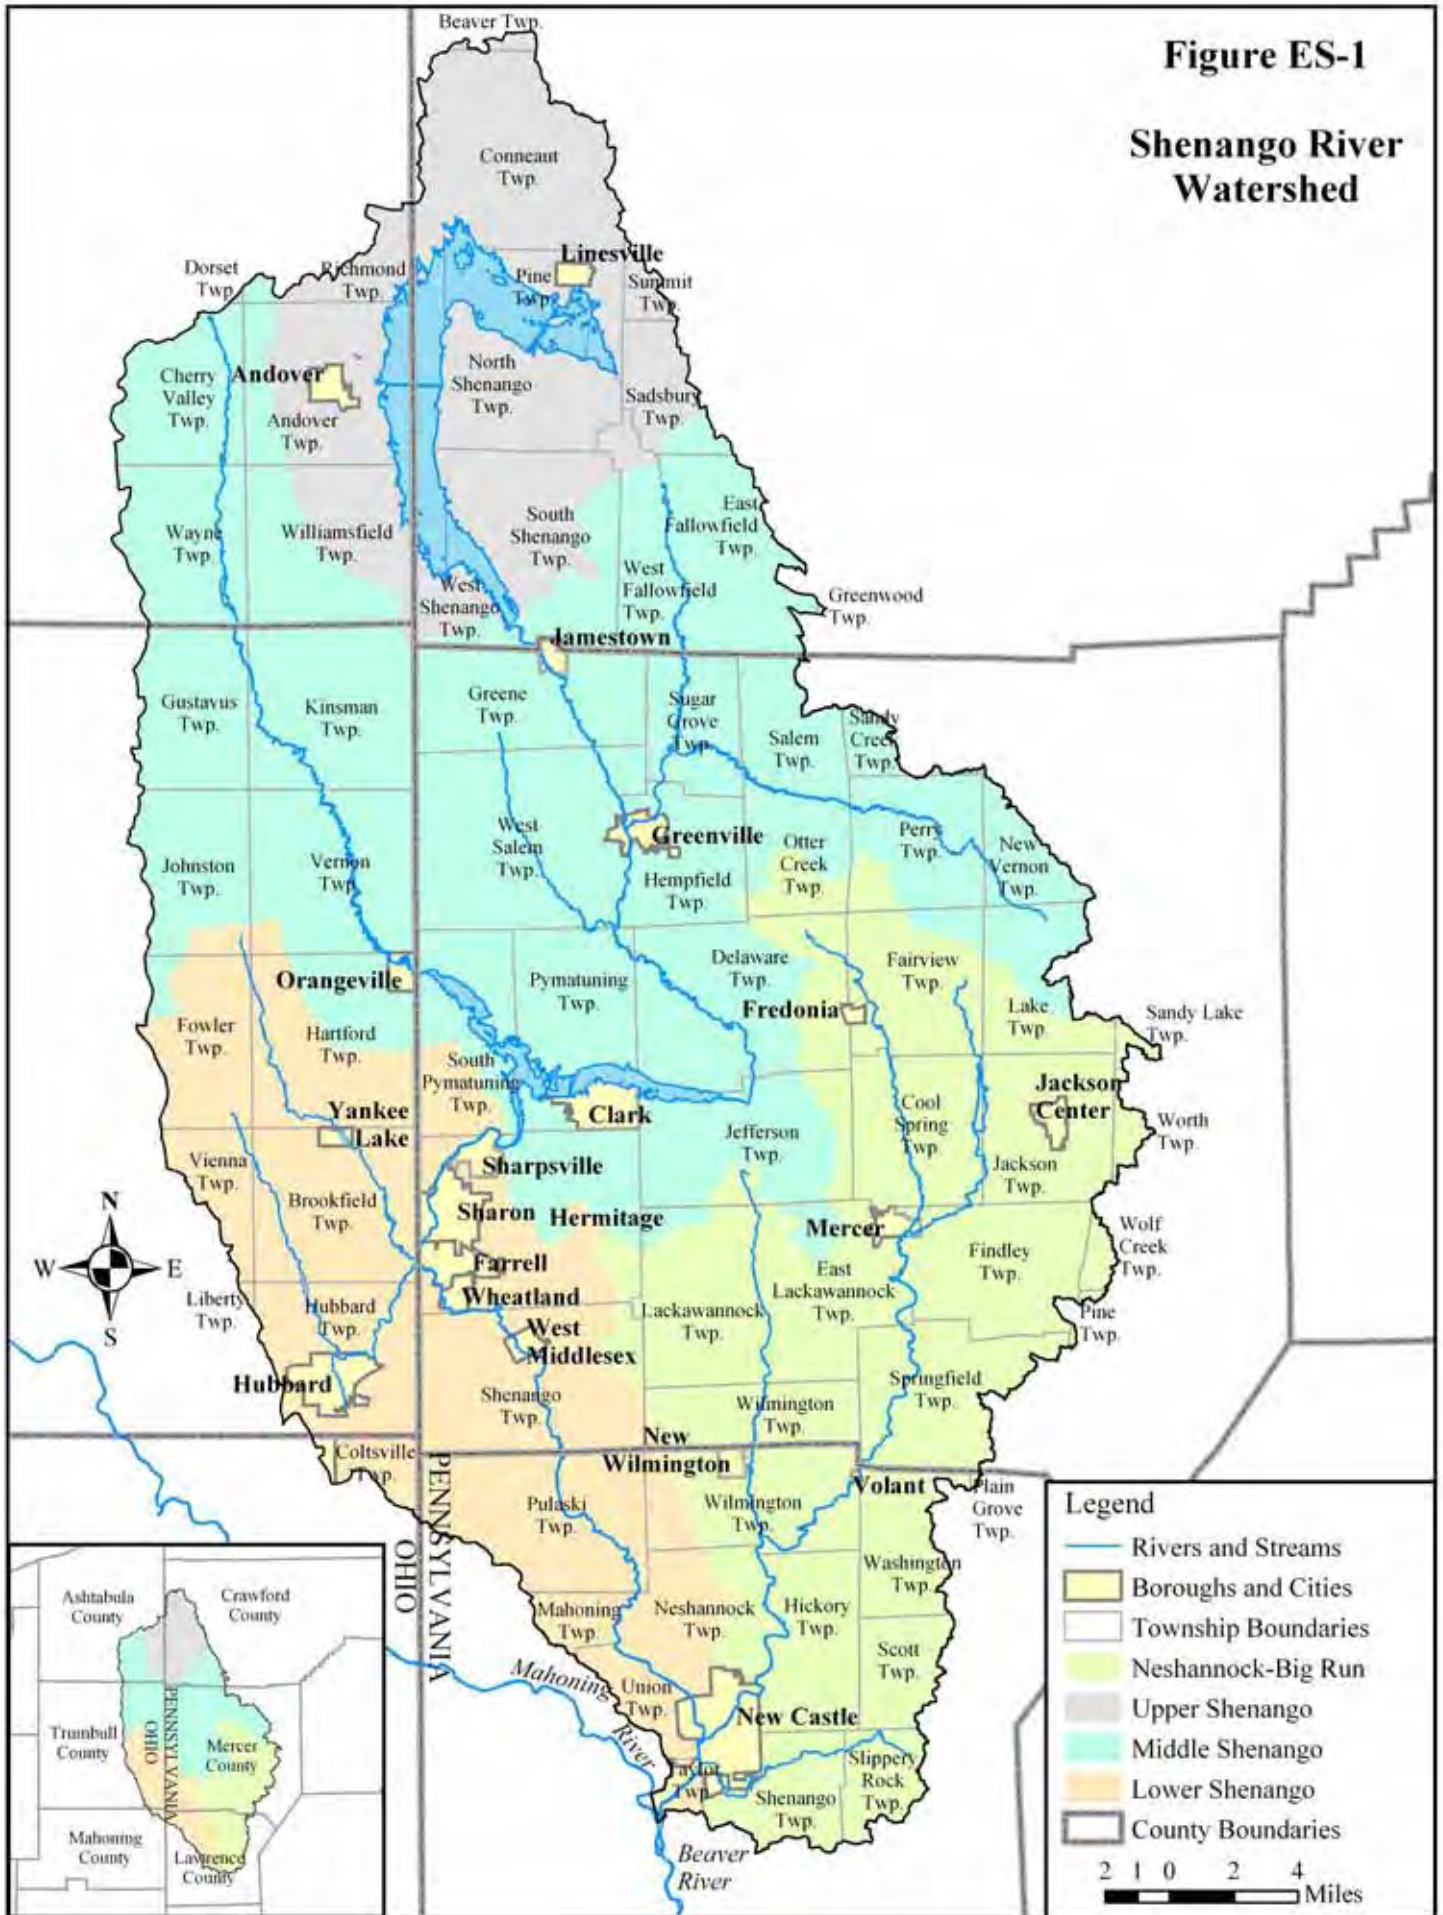 Figure ES-1
Shenango River
Watershed
Beaver Twp.
Conneaut
Twp.
Linesville
Dorset
Twp.
Richmond
Twp.
Pine
Twp.
Summit
Twp.
Cherry
Valley
Twp.
Andover
Andover
Twp.
North
Shenango
Twp.
Sadsbury
Twp.
Wayne
Twp.
Williamsfield
Twp.
South
Shenango
Twp.
East
Fallowfield
Twp.
West
Fallowfield
Twp.
West
Shenango
Twp.
Greenwood
Twp.
Jamestown
Gustavus
Twp.
Kinsman
Twp.
Greene
Twp.
Sugar
Grove
Twp.
Salem
Twp.
Sandy
Creek
Twp.
Johnston
Twp.
Vernon
Twp.
West
Salem
Twp.
Greenville
Hempfield
Twp.
Otter
Creek
Twp.
Perry
Twp.
New
Vernon
Twp.
Orangeville
Pymatuning
Twp.
Delaware
Twp.
Fredonia
Fairview
Twp.
Lake
Twp.
Sandy Lake
Twp.
Fowler
Twp.
Hartford
Twp.
South
Pymatuning
Twp.
Clark
Jackson
Center
Yankee
Lake
Cool
Spring
Twp.
Worth
Twp.
Jefferson
Twp.
Jackson
Twp.
Vienna
Twp.
Brookfield
Twp.
Sharpsville
Sharon
Hermitage
Mercer
Wolf
Creek
Twp.
Findley
Twp.
Farrell
Wheatland
N
W
E
S
Liberty
Twp.
Hubbard
Twp.
West
Middlesex
Lackawannock
Twp.
East
Lackawannock
Twp.
Pine
Twp.
Hubbard
Shenango
Twp.
Springfield
Twp.
Wilmington
Twp.
New
Wilmington
Coltsville
Twp.
Volant
Plain
Grove
Twp.
PENNSYLVANIA
OHIO
Pulaski
Twp.
Wilmington
Twp.
Washington
Twp.
Mahoning
Twp.
Neshannock
Twp.
Hickory
Twp.
Scott
Twp.
Mahoning
River
Union
Twp.
New Castle
Taylor
Twp.
Shenango
Twp.
Slippery
Rock
Twp.
Beaver
River
Ashtabula
County
Crawford
County
Trumbull
County
OHIO
PENNSYLVANIA
Mercer
County
Mahoning
County
Lawrence
County
Legend
Rivers and Streams
Boroughs and Cities
Township Boundaries
Neshannock-Big Run
Upper Shenango
Middle Shenango
Lower Shenango
County Boundaries
2 1 0 2 4
Miles